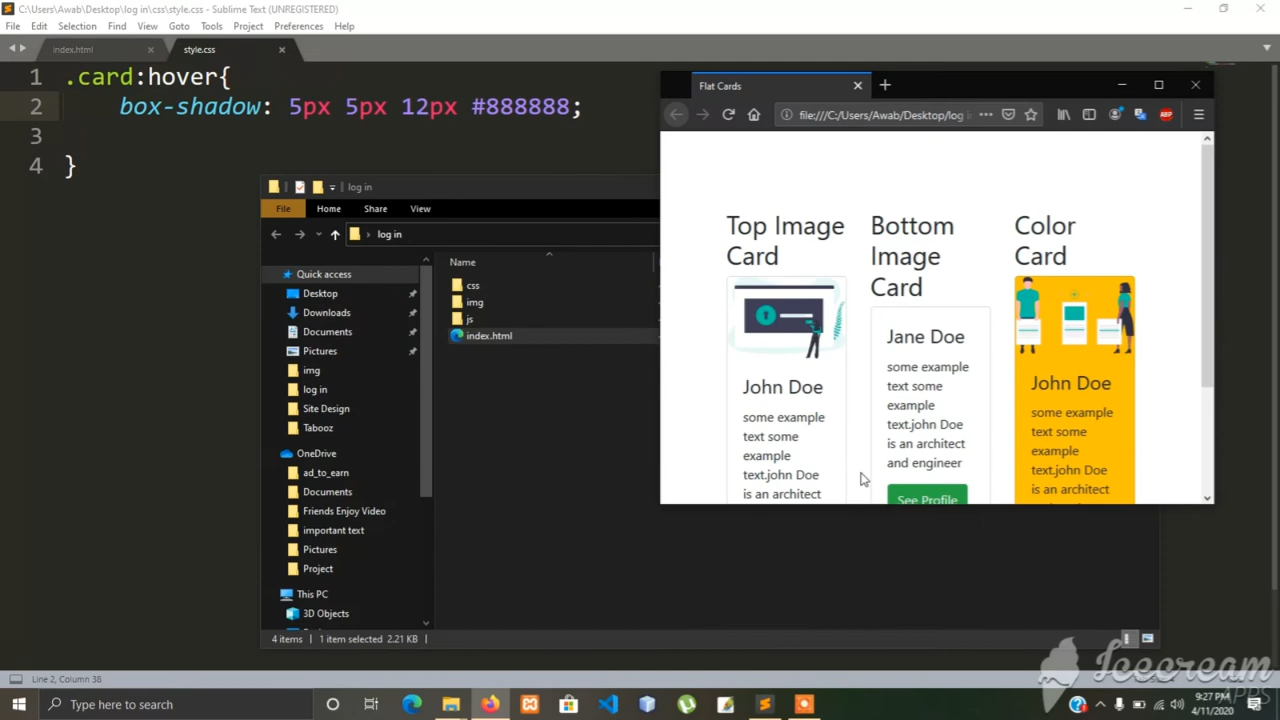 C:\Users\Awab\Desktop\log in\css\style.css - Sublime Text (UNREGISTERED)
File Edit Selection Find View Goto Tools Project Preferences Help
index.html style.css
1 .card:hover{
2 box-shadow: 5px 5px 12px #888888;
3
4 }
log in
File Home Share View
log in
Quick access
Desktop
Downloads
Documents
Pictures
img
log in
Site Design
Tabooz
OneDrive
ad_to_earn
Documents
Friends Enjoy Video
important text
Pictures
Project
This PC
3D Objects
Name
css
img
js
index.html
4 items 1 item selected 2.21 KB
Flat Cards
file:///C:/Users/Awab/Desktop/log in
ABP
Top Image
Card
John Doe
some example
text some
example
text.john Doe
is an architect
Bottom
Image
Card
Jane Doe
some example
text some
example
text.john Doe
is an architect
and engineer
See Profile
Color
Card
John Doe
some example
text some
example
text.john Doe
is an architect
Line 2, Column 38
Icecream
APPS
Type here to search
9:27 PM
4/11/2020